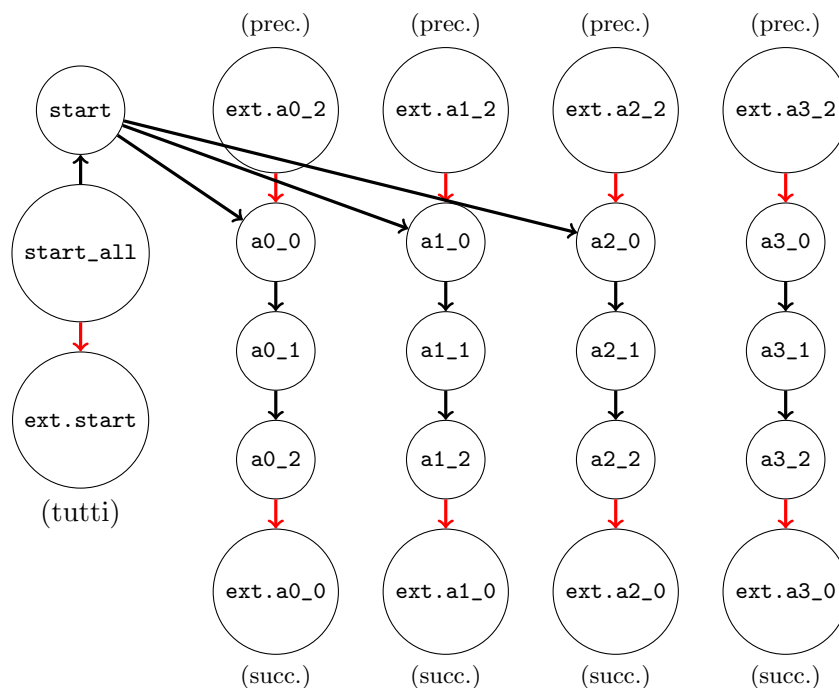 (prec.) (prec.) (prec.) (prec.)
start ext.a0_2 ext.a1_2 ext.a2_2 ext.a3_2
start_all a0_0 a1_0 a2_0 a3_0
a0_1 a1_1 a2_1 a3_1
ext.start
a0_2 a1_2 a2_2 a3_2
(tutti)
ext.a0_0 ext.a1_0 ext.a2_0 ext.a3_0
(succ.) (succ.) (succ.) (succ.)